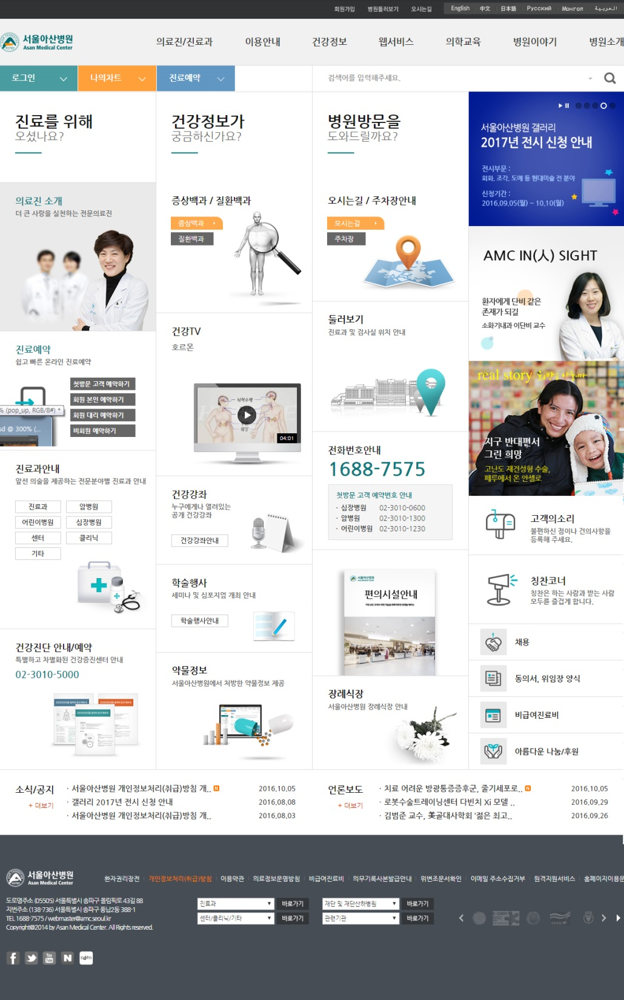 회원가입 병원둘러보기 오시는길 English 中文 日本語 Русский Монгол العربية
서울아산병원
Asan Medical Center
의료진/진료과 이용안내 건강정보 웹서비스 의학교육 병원이야기 병원소개
로그인 나의차트 진료예약 검색어를 입력해주세요.
진료를 위해
오셨나요?
의료진 소개
더 큰 사랑을 실천하는 전문의료진
진료예약
쉽고 빠른 온라인 진료예약
첫방문 고객 예약하기
회원 본인 예약하기
회원 대리 예약하기
비회원 예약하기
% (pop_up, RGB/8#) *
sd @ 300% (...
진료과안내
앞선 의술을 제공하는 전문분야별 진료과 안내
진료과 암병원
어린이병원 심장병원
센터 클리닉
기타
건강진단 안내/예약
특별하고 차별화된 건강증진센터 안내
02-3010-5000
건강정보가
궁금하신가요?
증상백과 / 질환백과
증상백과
질환백과
건강TV
호르몬
뇌하수체
췌장
04:01
건강강좌
누구에게나 열려있는
공개 건강강좌
건강강좌안내
학술행사
세미나 및 심포지엄 개최 안내
학술행사안내
약물정보
서울아산병원에서 처방한 약물정보 제공
병원방문을
도와드릴까요?
오시는길 / 주차장안내
오시는길
주차장
둘러보기
진료과 및 검사실 위치 안내
전화번호안내
1688-7575
첫방문 고객 예약번호 안내
· 심장병원 02-3010-0600
· 암병원 02-3010-1300
· 어린이병원 02-3010-1230
서울아산병원
편의시설안내
장례식장
서울아산병원 장례식장 안내
서울아산병원 갤러리
2017년 전시 신청 안내
전시부문 :
회화, 조각, 도예 등 현대미술 전 분야
신청기간 :
2016.09.05(월) ~ 10.10(월)
AMC IN(人) SIGHT
환자에게 단비 같은
존재가 되길
소화기내과 이단비 교수
real story 희망을 나눕니다
지구 반대편서
그린 희망
고난도 재건성형 수술,
페루에서 온 안셀로
고객의소리
불편하신 점이나 건의사항을
등록해 주세요.
칭찬코너
칭찬은 하는 사람과 받는 사람
모두를 즐겁게 합니다.
채용
동의서, 위임장 양식
비급여진료비
아름다운 나눔/후원
소식/공지
+ 더보기
· 서울아산병원 개인정보처리(취급)방침 개.. N 2016.10.05
· 갤러리 2017년 전시 신청 안내 2016.08.08
· 서울아산병원 개인정보처리(취급)방침 개.. 2016.08.03
언론보도
+ 더보기
· 치료 어려운 방광통증증후군, 줄기세포로.. N 2016.10.05
· 로봇수술트레이닝센터 다빈치 Xi 모델 .. 2016.09.29
· 김범준 교수, 美골대사학회 '젊은 최고.. 2016.09.26
서울아산병원
Asan Medical Center
환자권리장전 개인정보처리(취급)방침 이용약관 의료정보운영방침 비급여진료비 의무기록사본발급안내 위변조문서확인 이메일 주소수집거부 원격지원서비스 홈페이지이용문
도로명주소 (05505) 서울특별시 송파구 올림픽로 43길 88
지번주소 (138-736) 서울특별시 송파구 풍납2동 388-1
TEL 1688-7575 / webmaster@amc.seoul.kr
Copyright@2014 by Asan Medical Center. All Rights reserved.
진료과 바로가기 재단 및 재단산하병원 바로가기
센터/클리닉/기타 바로가기 관련기관 바로가기
You Tube
N